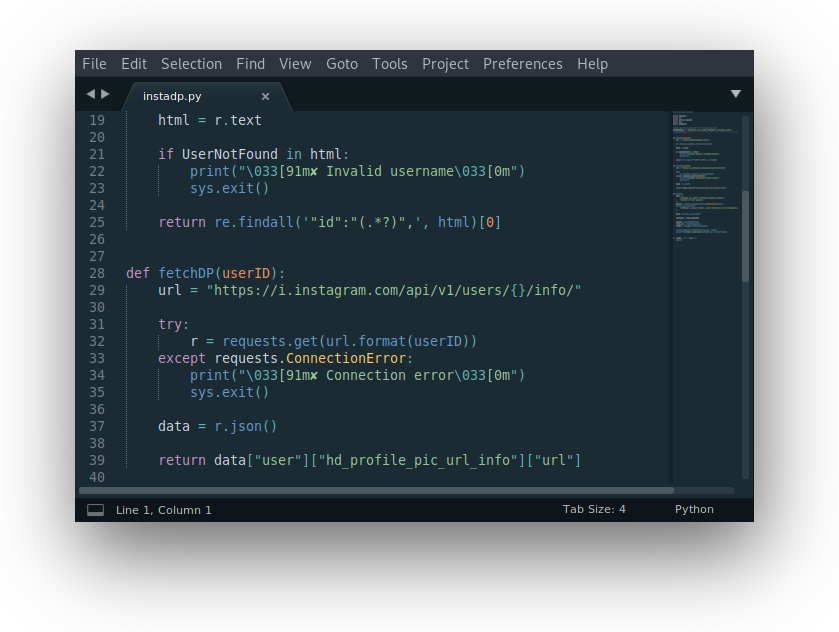 File Edit Selection Find View Goto Tools Project Preferences Help
instadp.py ×
19 html = r.text
20
21 if UserNotFound in html:
22 print("\033[91m✘ Invalid username\033[0m")
23 sys.exit()
24
25 return re.findall('"id":"(.*?)",', html)[0]
26
27
28 def fetchDP(userID):
29 url = "https://i.instagram.com/api/v1/users/{}/info/"
30
31 try:
32 r = requests.get(url.format(userID))
33 except requests.ConnectionError:
34 print("\033[91m✘ Connection error\033[0m")
35 sys.exit()
36
37 data = r.json()
38
39 return data["user"]["hd_profile_pic_url_info"]["url"]
40
Line 1, Column 1 Tab Size: 4 Python